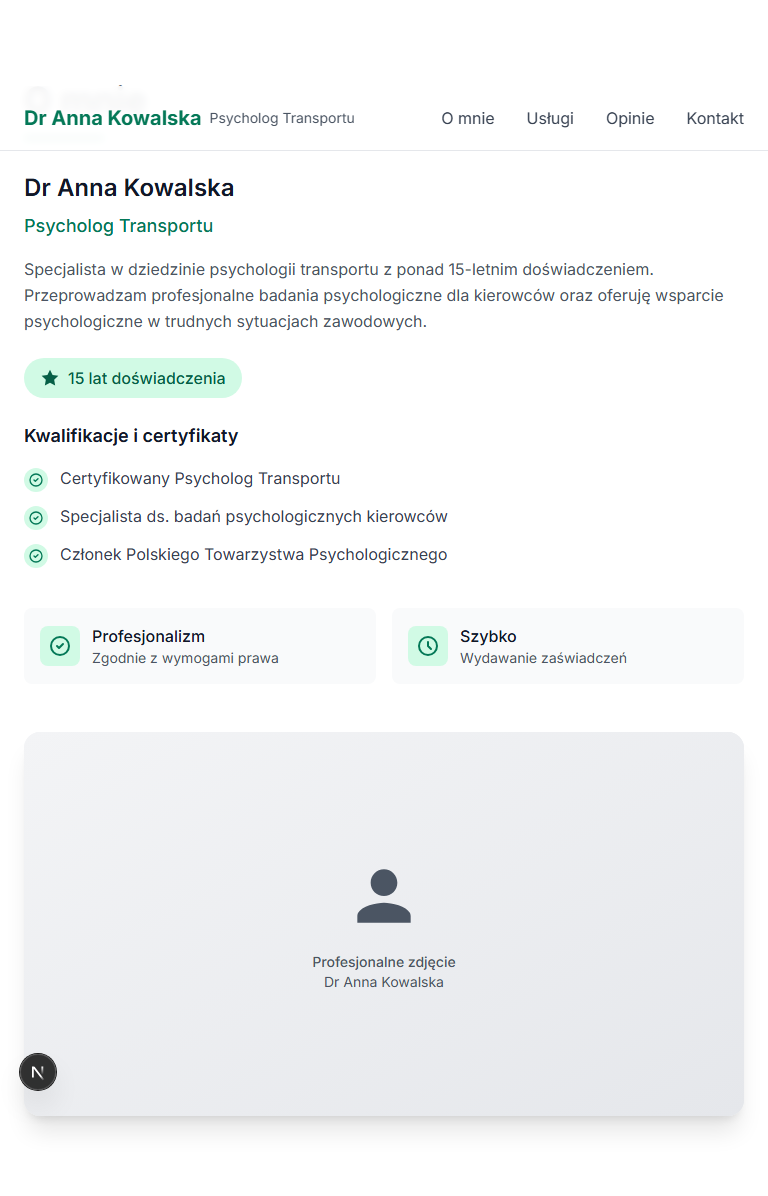 Dr Anna Kowalska Psycholog Transportu O mnie Usługi Opinie Kontakt
Dr Anna Kowalska
Psycholog Transportu
Specjalista w dziedzinie psychologii transportu z ponad 15-letnim doświadczeniem.
Przeprowadzam profesjonalne badania psychologiczne dla kierowców oraz oferuję wsparcie
psychologiczne w trudnych sytuacjach zawodowych.
15 lat doświadczenia
Kwalifikacje i certyfikaty
Certyfikowany Psycholog Transportu
Specjalista ds. badań psychologicznych kierowców
Członek Polskiego Towarzystwa Psychologicznego
Profesjonalizm
Zgodnie z wymogami prawa
Szybko
Wydawanie zaświadczeń
Profesjonalne zdjęcie
Dr Anna Kowalska
N